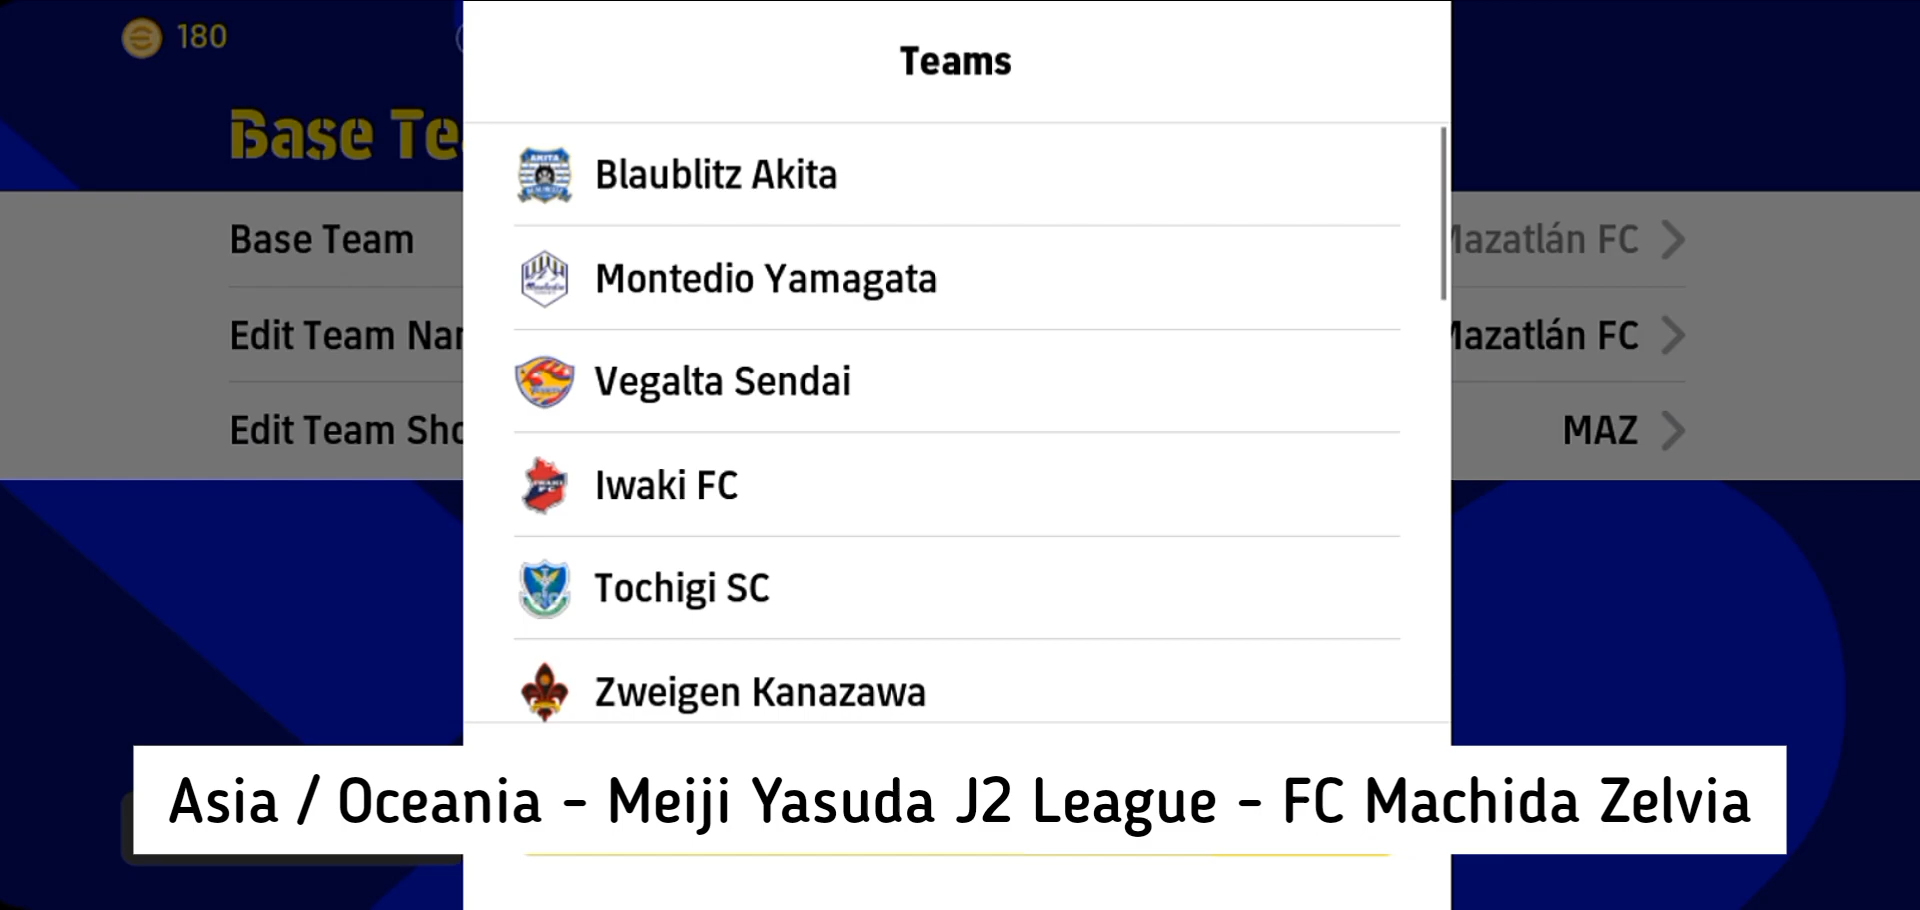 180
Teams
Base Te
Blaublitz Akita
Base Team
Mazatlán FC
Montedio Yamagata
Edit Team Nar
Mazatlán FC
Vegalta Sendai
Edit Team Sho
MAZ
Iwaki FC
Tochigi SC
Zweigen Kanazawa
Asia / Oceania - Meiji Yasuda J2 League - FC Machida Zelvia